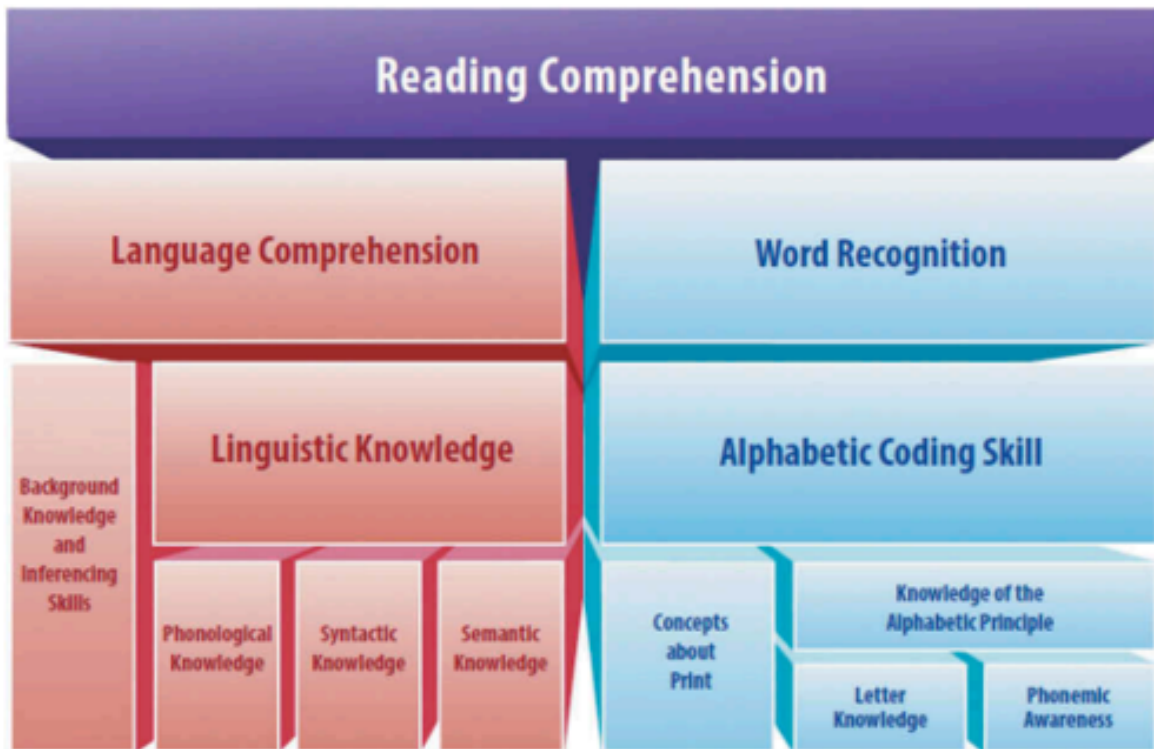 Reading Comprehension
Language Comprehension
Word Recognition
Background
Knowledge
and
Inferencing
Skills
Linguistic Knowledge
Alphabetic Coding Skill
Phonological
Knowledge
Syntactic
Knowledge
Semantic
Knowledge
Concepts
about
Print
Knowledge of the
Alphabetic Principle
Letter
Knowledge
Phonemic
Awareness